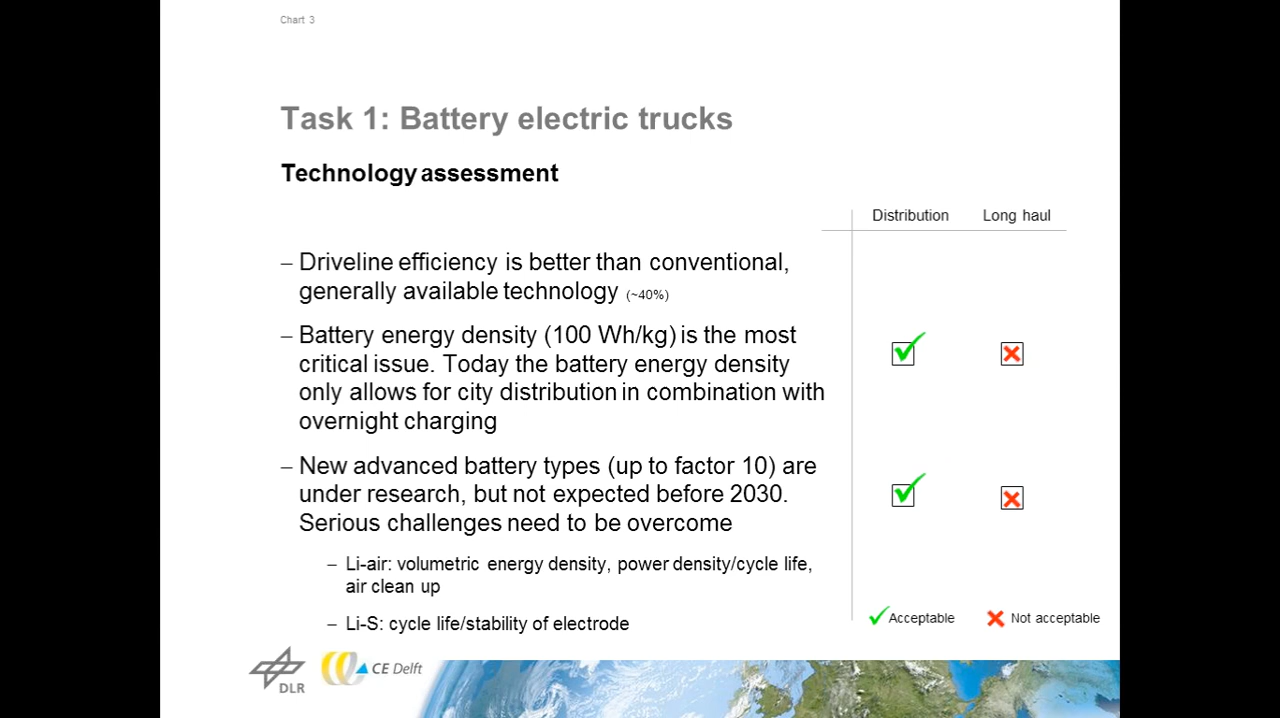 Chart 3
Task 1: Battery electric trucks
Technology assessment
Distribution Long haul
– Driveline efficiency is better than conventional,
generally available technology (~40%)
– Battery energy density (100 Wh/kg) is the most
critical issue. Today the battery energy density
only allows for city distribution in combination with
overnight charging
– New advanced battery types (up to factor 10) are
under research, but not expected before 2030.
Serious challenges need to be overcome
– Li-air: volumetric energy density, power density/cycle life,
air clean up
– Li-S: cycle life/stability of electrode
Acceptable Not acceptable
DLR CE Delft